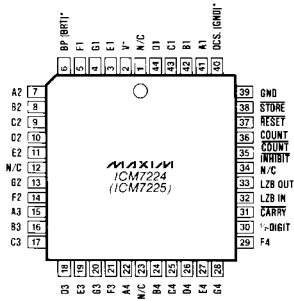 BP (BRT)*
F1
G1
E1
V⁺
N/C
D1
C1
B1
A1
OCS. (GND)*
6 5 4 3 2 1 44 43 42 41 40
A2 7
B2 8
C2 9
D2 10
E2 11
N/C 12
G2 13
F2 14
A3 15
B3 16
C3 17
MAXIM
ICM7224
(ICM7225)
39 GND
38 STORE
37 RESET
36 COUNT
35 COUNT INHIBIT
34 N/C
33 LZB OUT
32 LZB IN
31 CARRY
30 ½-DIGIT
29 F4
18 19 20 21 22 23 24 25 26 27 28
D3
E3
G3
F3
A4
N/C
B4
C4
D4
E4
G4